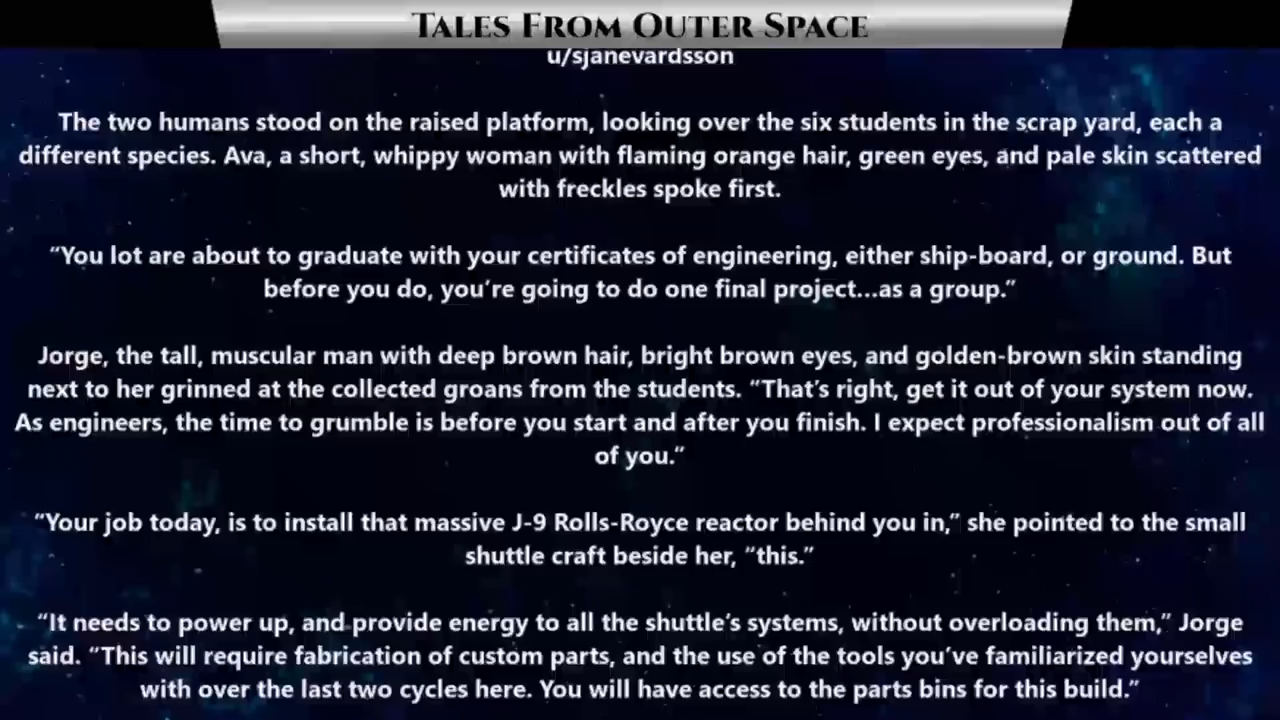 Tales From Outer Space
u/sjanevardsson
The two humans stood on the raised platform, looking over the six students in the scrap yard, each a
different species. Ava, a short, whippy woman with flaming orange hair, green eyes, and pale skin scattered
with freckles spoke first.
“You lot are about to graduate with your certificates of engineering, either ship-board, or ground. But
before you do, you’re going to do one final project...as a group.”
Jorge, the tall, muscular man with deep brown hair, bright brown eyes, and golden-brown skin standing
next to her grinned at the collected groans from the students. “That’s right, get it out of your system now.
As engineers, the time to grumble is before you start and after you finish. I expect professionalism out of all
of you.”
“Your job today, is to install that massive J-9 Rolls-Royce reactor behind you in,” she pointed to the small
shuttle craft beside her, “this.”
“It needs to power up, and provide energy to all the shuttle’s systems, without overloading them,” Jorge
said. “This will require fabrication of custom parts, and the use of the tools you’ve familiarized yourselves
with over the last two cycles here. You will have access to the parts bins for this build.”